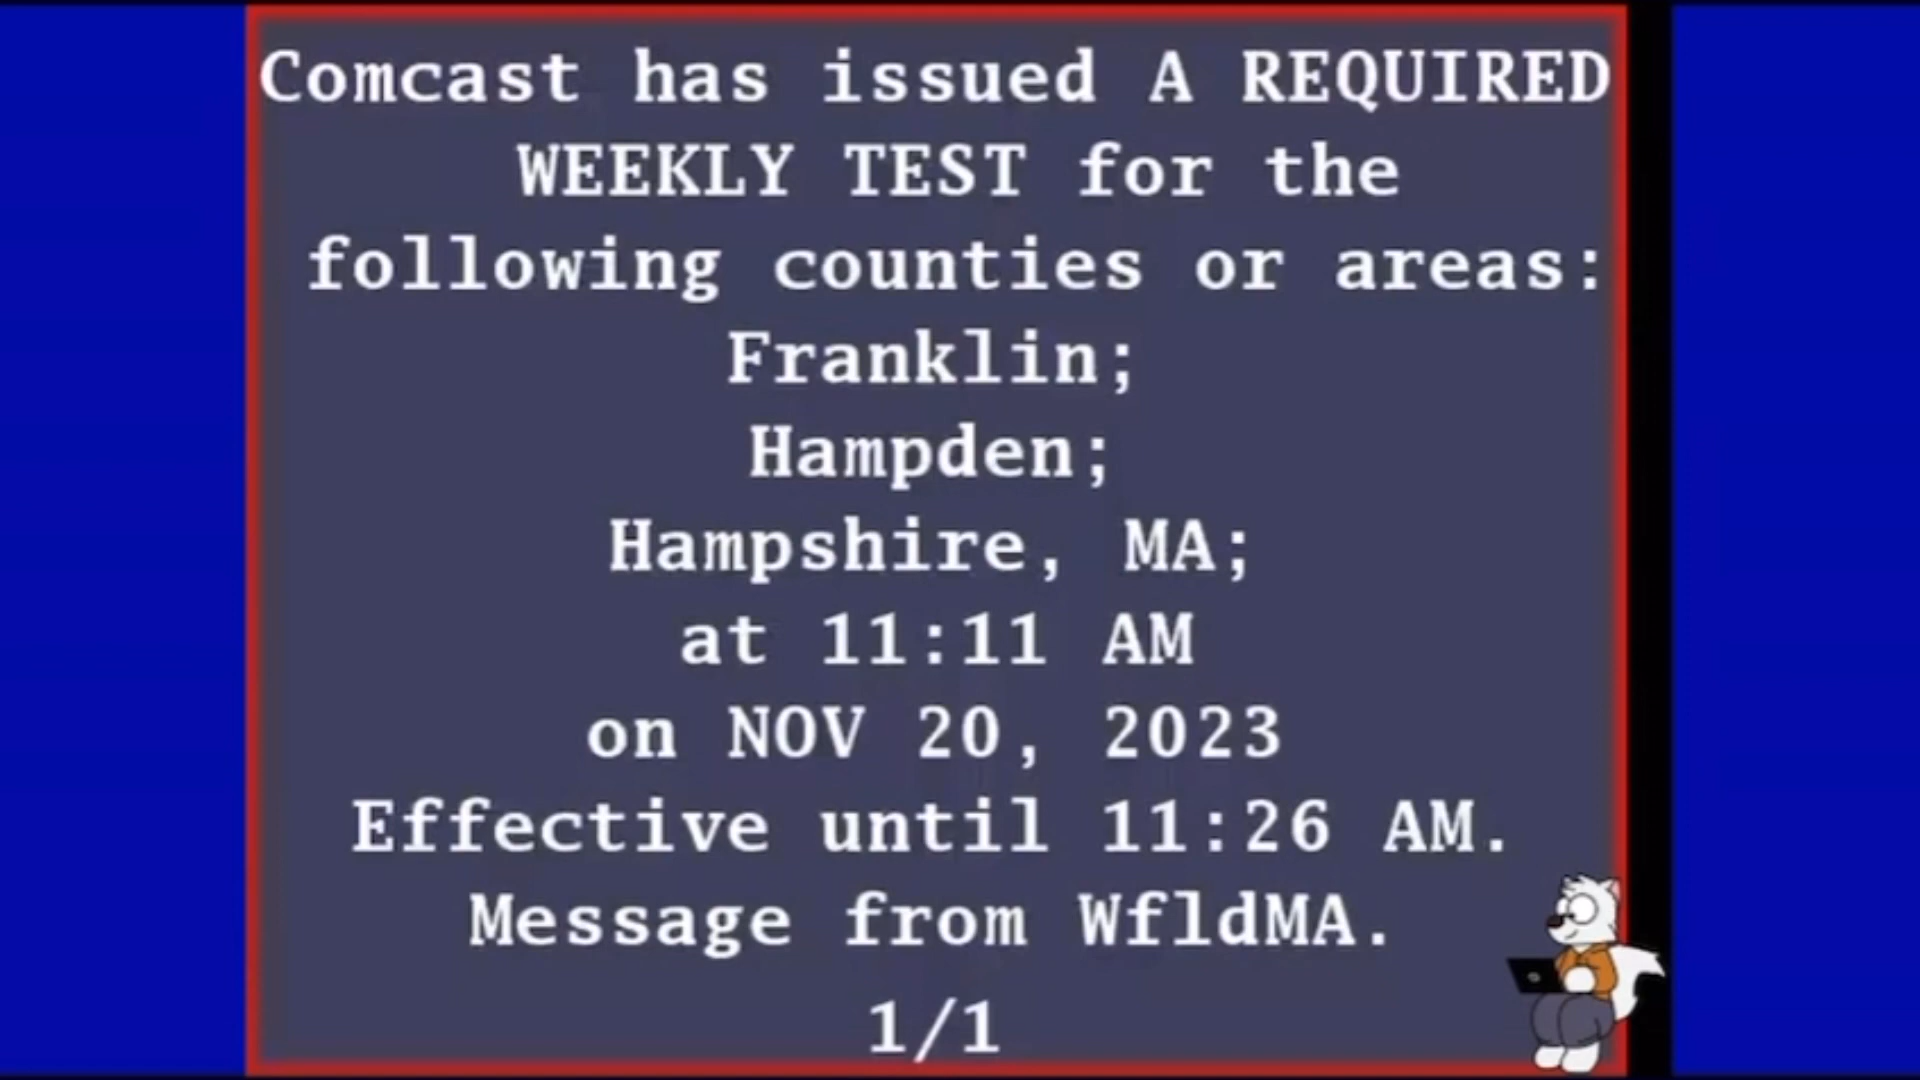 Comcast has issued A REQUIRED
WEEKLY TEST for the
following counties or areas:
Franklin;
Hampden;
Hampshire, MA;
at 11:11 AM
on NOV 20, 2023
Effective until 11:26 AM.
Message from WfldMA.
1/1